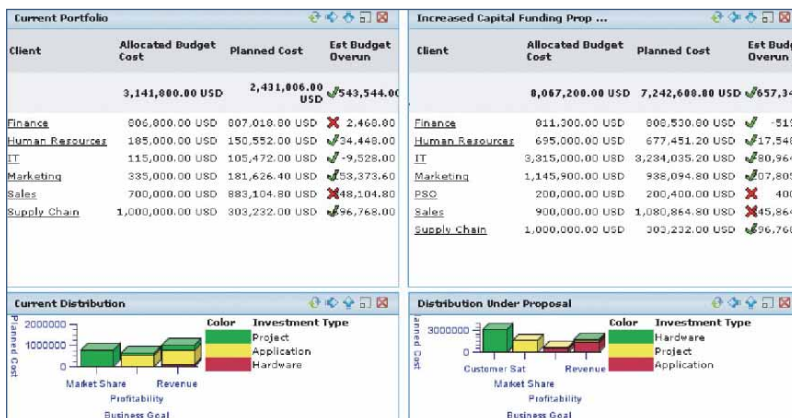 Current Portfolio
Client Allocated Budget Cost Planned Cost Est Budget Overun
3,141,800.00 USD 2,431,006.00 USD 543,544.00
Finance 806,800.00 USD 807,018.80 USD 2,460.80
Human Resources 185,000.00 USD 150,552.00 USD 34,448.00
IT 115,000.00 USD 105,472.00 USD -9,528.00
Marketing 335,000.00 USD 181,626.40 USD 53,373.60
Sales 700,000.00 USD 883,104.80 USD 48,104.80
Supply Chain 1,000,000.00 USD 303,232.00 USD 96,768.00
Increased Capital Funding Prop ...
Client Allocated Budget Cost Planned Cost Est Budg Overun
8,067,200.00 USD 7,242,608.80 USD 657,34
Finance 811,300.00 USD 808,530.80 USD -519
Human Resources 695,000.00 USD 677,451.20 USD 17,548
IT 3,315,000.00 USD 3,234,035.20 USD 80,964
Marketing 1,145,900.00 USD 938,094.80 USD 07,805
PSO 200,000.00 USD 200,400.00 USD 400
Sales 900,000.00 USD 1,080,864.80 USD 45,864
Supply Chain 1,000,000.00 USD 303,232.00 USD 96,768
Current Distribution
Planned Cost
2000000
1000000
0
Market Share Revenue
Profitability
Business Goal
Color Investment Type
Project
Application
Hardware
Distribution Under Proposal
Planned Cost
3000000
0
Customer Sat Revenue
Market Share
Profitability
Business Goal
Color Investment Type
Hardware
Project
Application